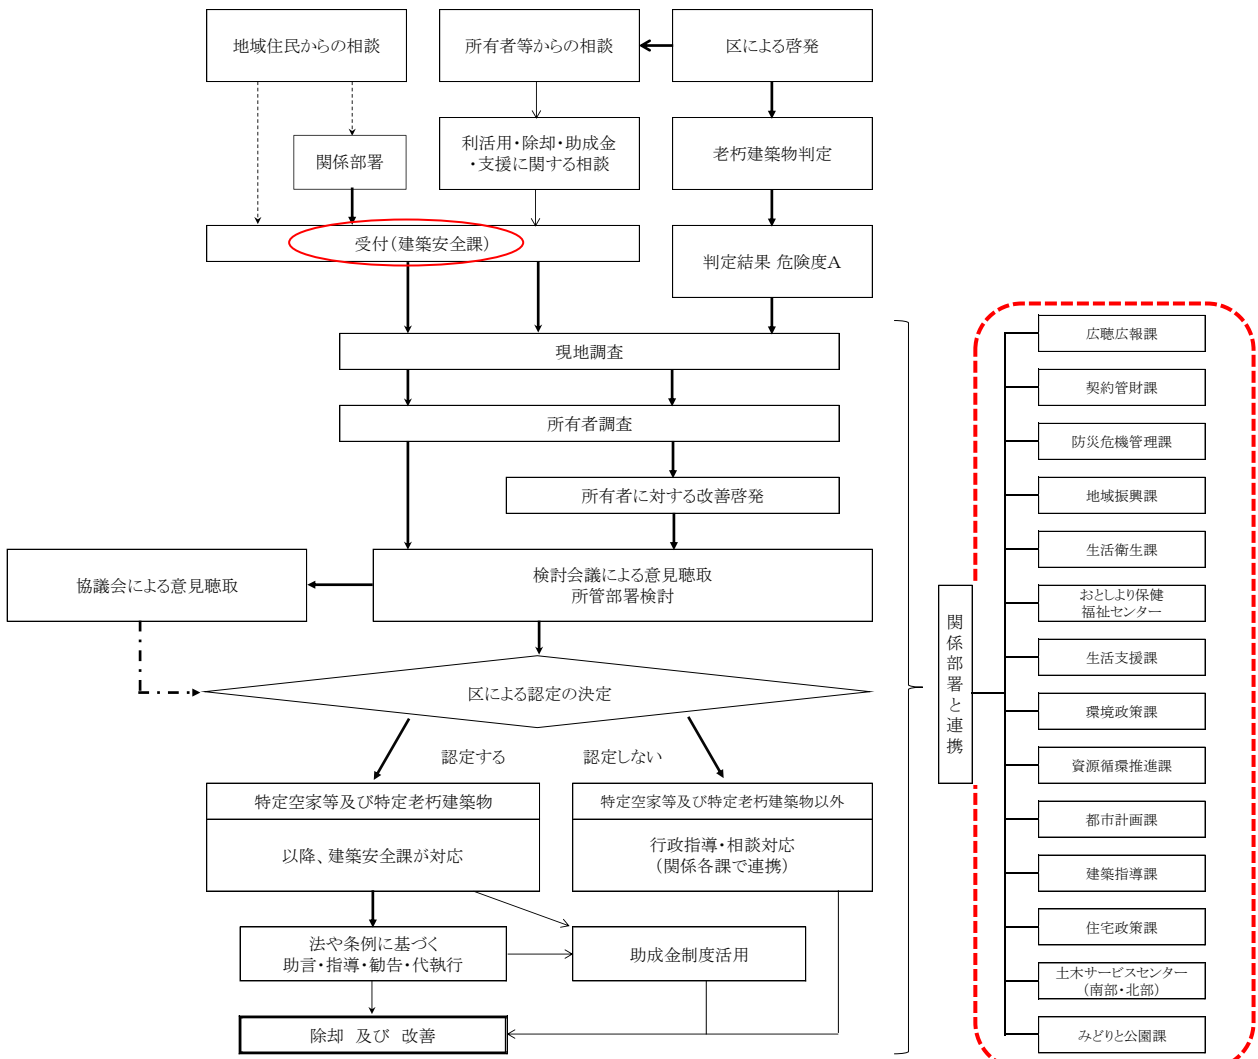 地域住民からの相談
所有者等からの相談
区による啓発
関係部署
利活用・除却・助成金
・支援に関する相談
老朽建築物判定
受付(建築安全課)
判定結果 危険度A
現地調査
所有者調査
所有者に対する改善啓発
協議会による意見聴取
検討会議による意見聴取
所管部署検討
区による認定の決定
認定する
認定しない
特定空家等及び特定老朽建築物
以降、建築安全課が対応
特定空家等及び特定老朽建築物以外
行政指導・相談対応
(関係各課で連携)
法や条例に基づく
助言・指導・勧告・代執行
助成金制度活用
除却 及び 改善
関係部署と連携
広聴広報課
契約管財課
防災危機管理課
地域振興課
生活衛生課
おとしより保健
福祉センター
生活支援課
環境政策課
資源循環推進課
都市計画課
建築指導課
住宅政策課
土木サービスセンター
(南部・北部)
みどりと公園課